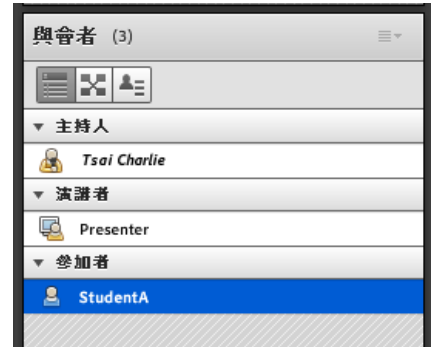 與會者 (3)
主持人
Tsai Charlie
演講者
Presenter
參加者
StudentA